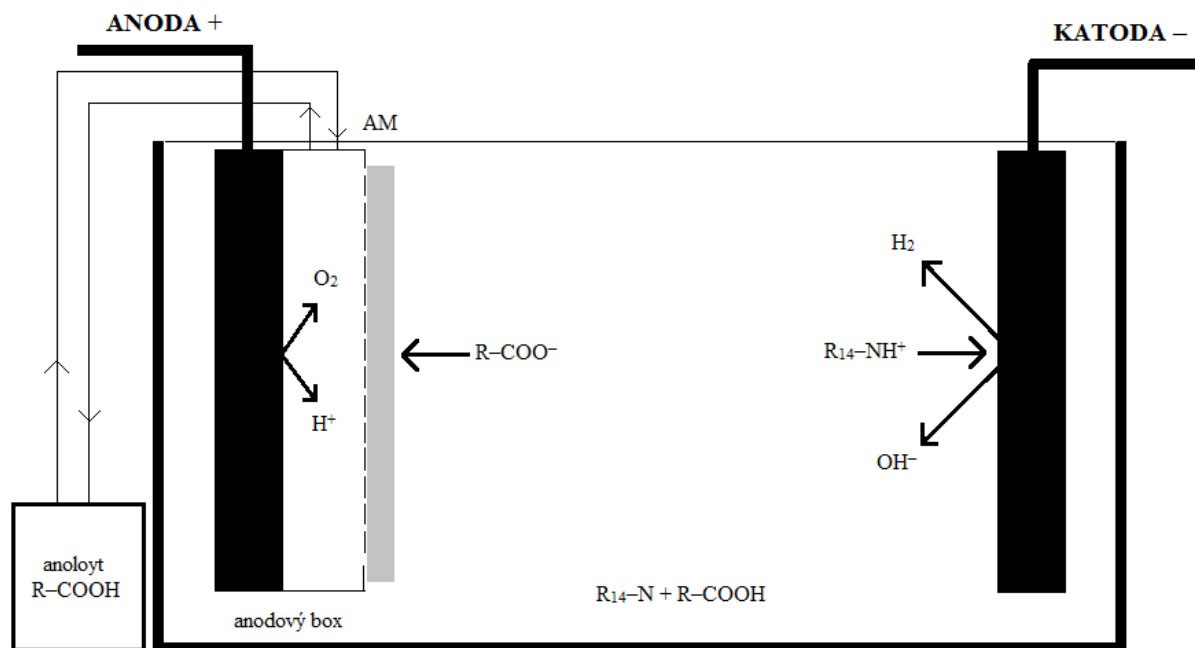 ANODA +
KATODA –
AM
H₂
O₂
R–COO⁻
R₁₄–NH⁺
H⁺
OH⁻
anoloyt
R–COOH
R₁₄–N + R–COOH
anodový box